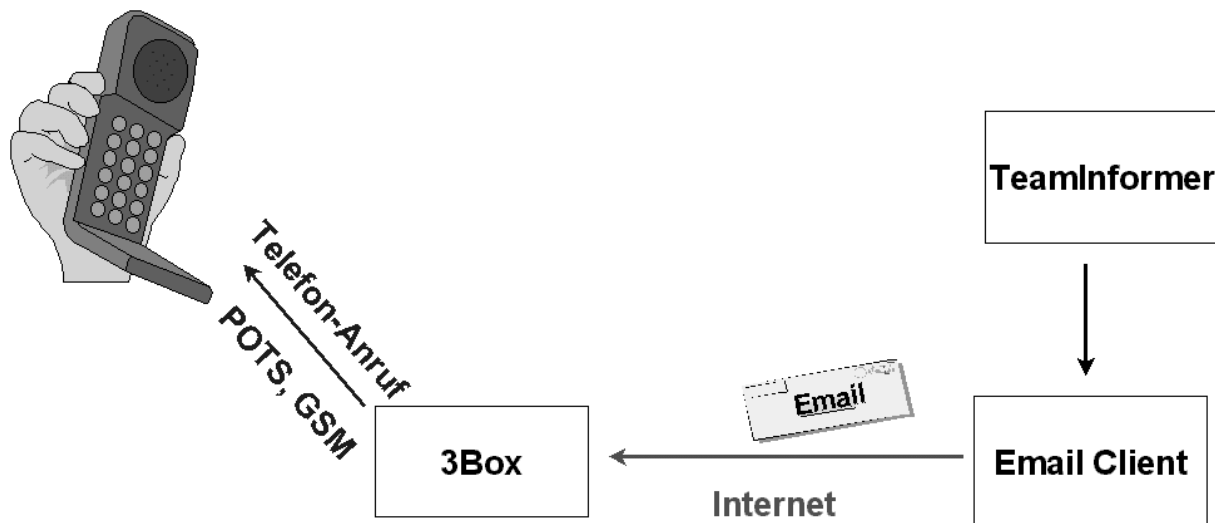 TeamInformer
Telefon-Anruf
POTS, GSM
Email
3Box
Email Client
Internet